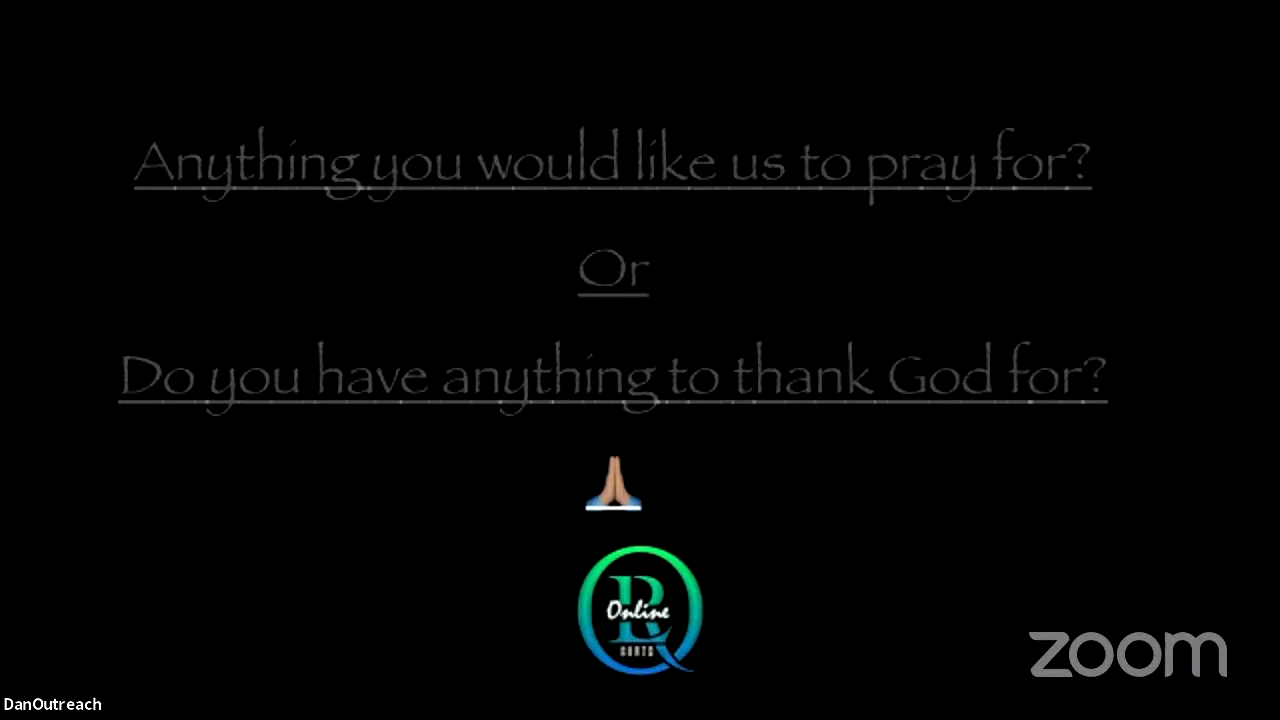 Anything you would like us to pray for?
Or
Do you have anything to thank God for?
Online
zoom
DanOutreach